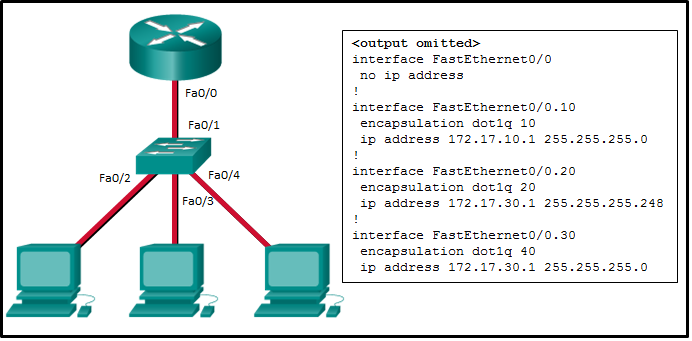 Fa0/0
Fa0/1
Fa0/2
Fa0/4
Fa0/3
<output omitted>
interface FastEthernet0/0
no ip address
!
interface FastEthernet0/0.10
encapsulation dot1q 10
ip address 172.17.10.1 255.255.255.0
!
interface FastEthernet0/0.20
encapsulation dot1q 20
ip address 172.17.30.1 255.255.255.248
!
interface FastEthernet0/0.30
encapsulation dot1q 40
ip address 172.17.30.1 255.255.255.0